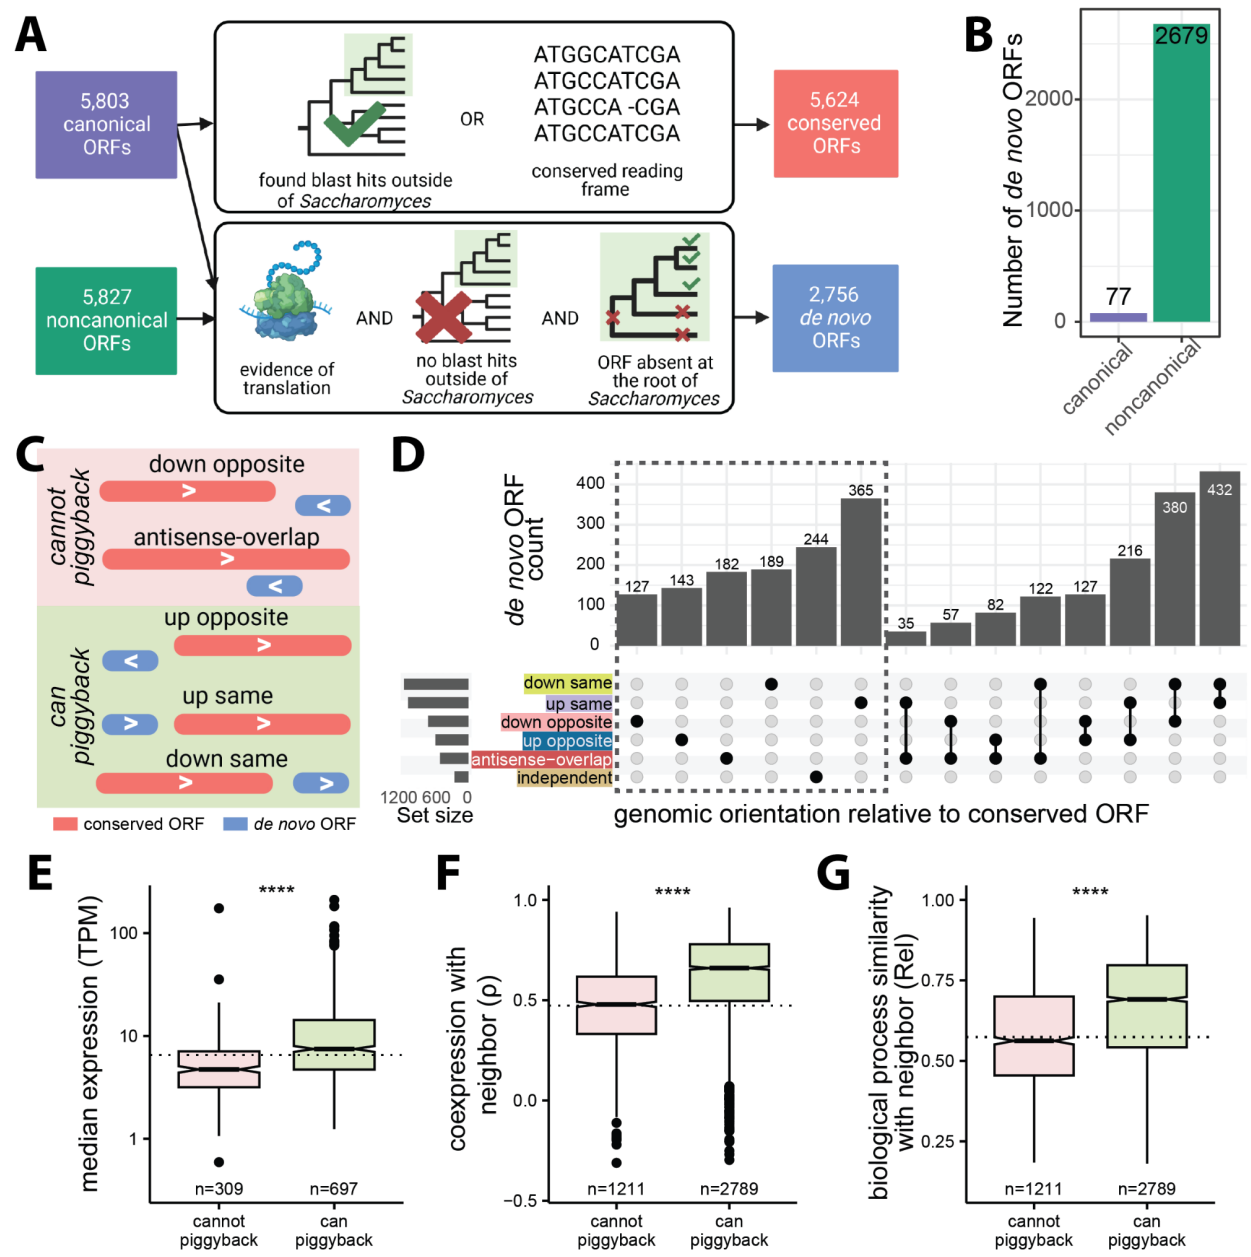 A
5,803
canonical
ORFs
found blast hits outside
of Saccharomyces
OR
ATGGCATCGA
ATGCCATCGA
ATGCCA -CGA
ATGCCATCGA
conserved reading
frame
5,624
conserved
ORFs
5,827
noncanonical
ORFs
evidence of
translation
AND
no blast hits
outside of
Saccharomyces
AND
ORF absent at
the root of
Saccharomyces
2,756
de novo
ORFs
B
Number of de novo ORFs
2000
1000
0
77
2679
canonical
noncanonical
C
cannot
piggyback
down opposite
>
<
antisense-overlap
>
<
can
piggyback
up opposite
>
<
up same
>
>
down same
>
>
conserved ORF
de novo ORF
D
de novo ORF
count
400
300
200
100
0
127
143
182
189
244
365
35
57
82
122
127
216
380
432
down same
up same
down opposite
up opposite
antisense−overlap
independent
1200 600 0
Set size
genomic orientation relative to conserved ORF
E
median expression (TPM)
100
10
1
****
n=309
n=697
cannot
piggyback
can
piggyback
F
coexpression with
neighbor (ρ)
1.0
0.5
0.0
−0.5
****
n=1211
n=2789
cannot
piggyback
can
piggyback
G
biological process similarity
with neighbor (Rel)
1.00
0.75
0.50
0.25
****
n=1211
n=2789
cannot
piggyback
can
piggyback